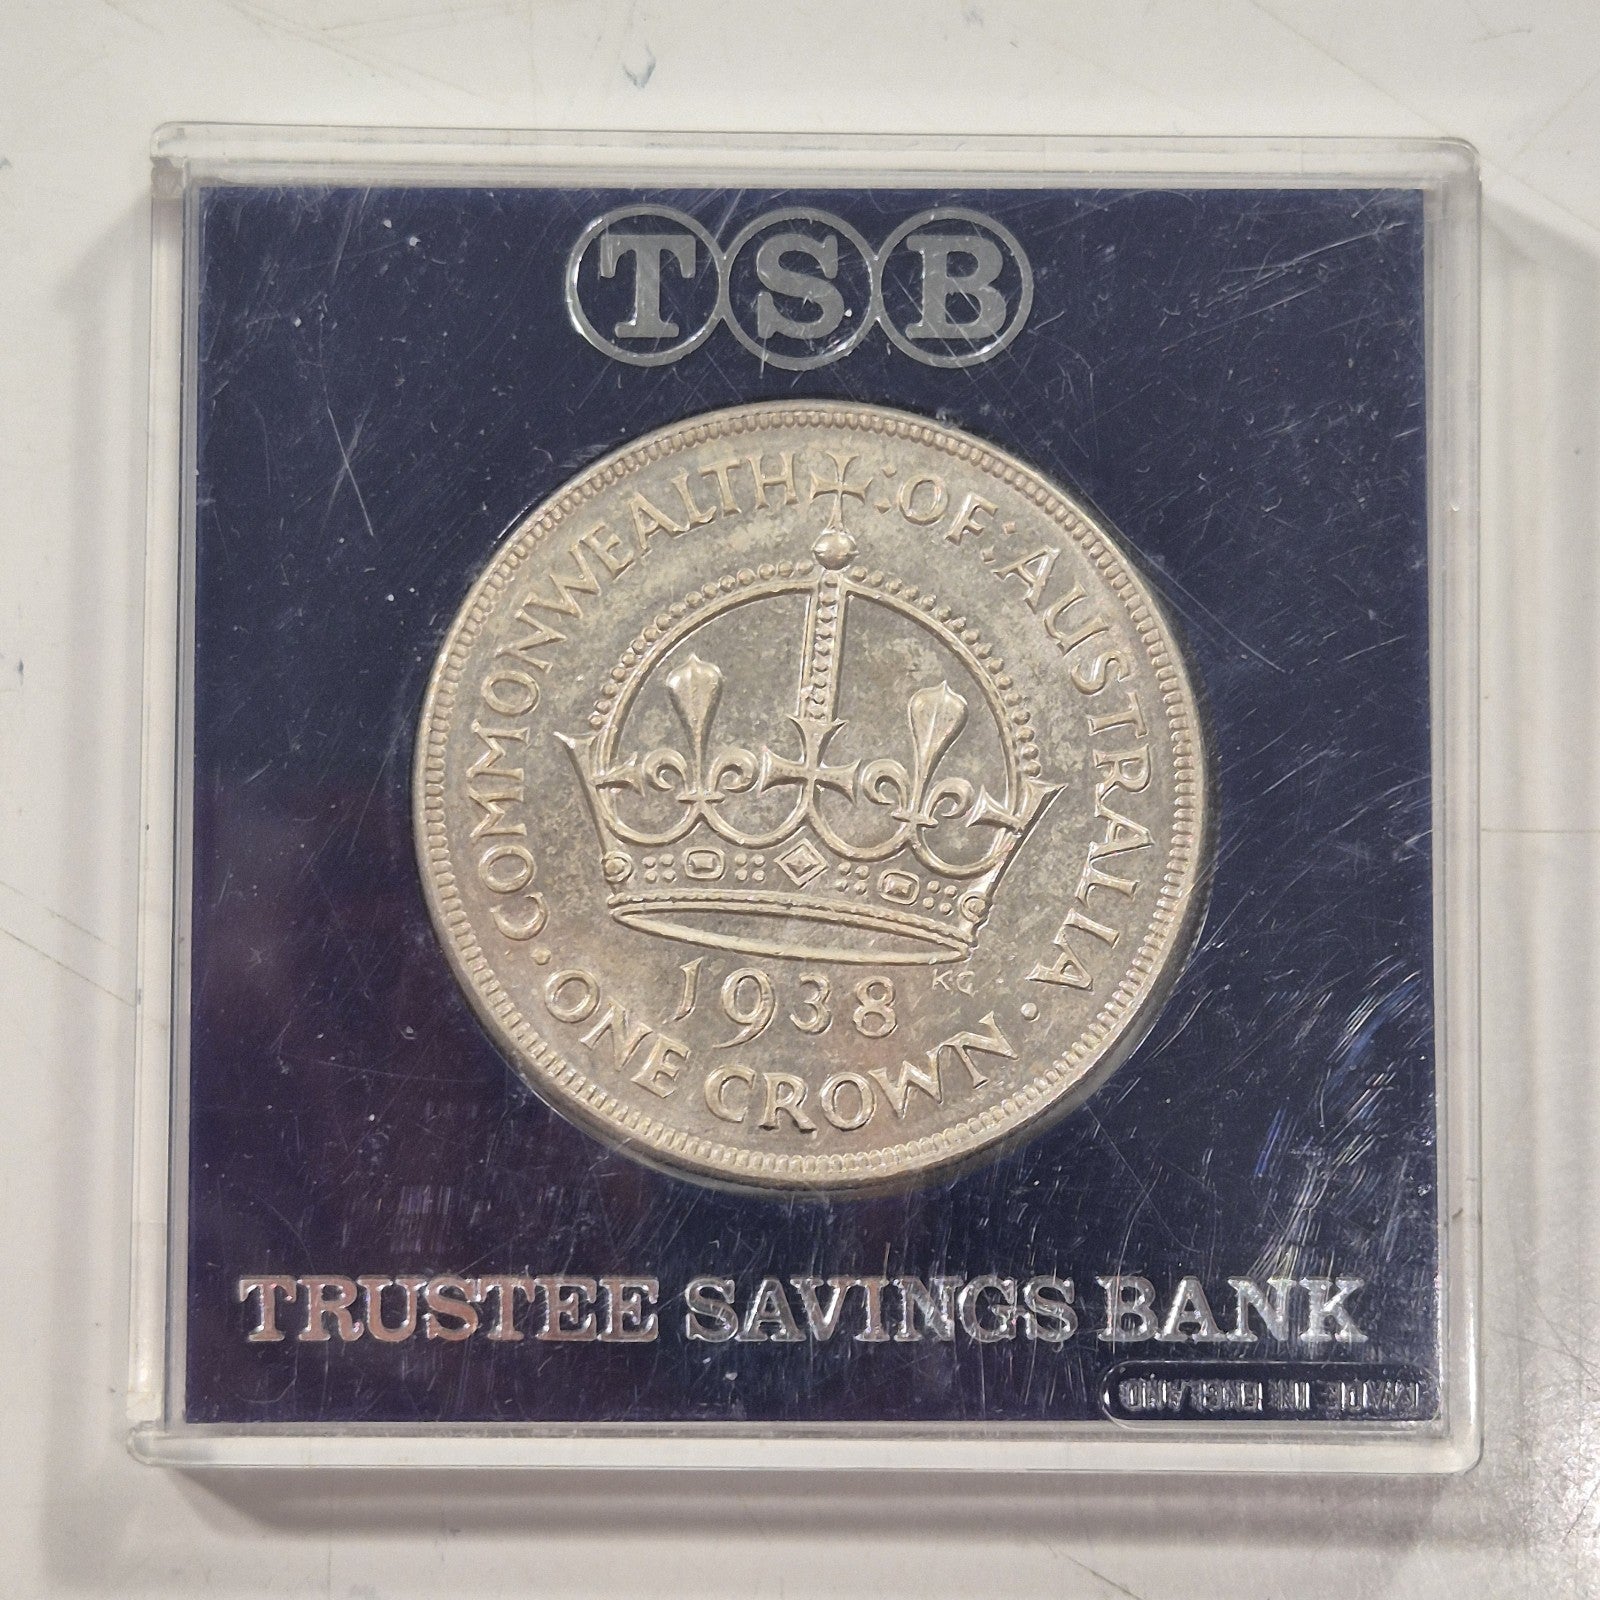 TSB
COMMONWEALTH : OF : AUSTRALIA
1938 KG
· ONE CROWN ·
TRUSTEE SAVINGS BANK
MADE IN ENGLAND